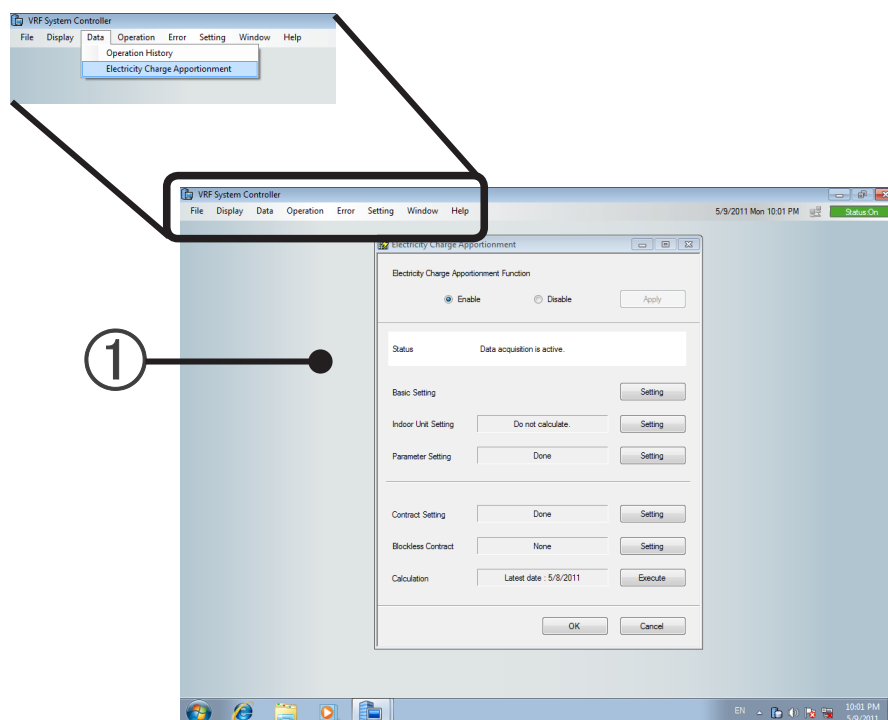 VRF System Controller
File Display Data Operation Error Setting Window Help
Operation History
Electricity Charge Apportionment
VRF System Controller
File Display Data Operation Error Setting Window Help
5/9/2011 Mon 10:01 PM
Status:On
Electricity Charge Apportionment
Electricity Charge Apportionment Function
Enable Disable Apply
1
Status Data acquisition is active.
Basic Setting Setting
Indoor Unit Setting Do not calculate. Setting
Parameter Setting Done Setting
Contract Setting Done Setting
Blockless Contract None Setting
Calculation Latest date : 5/8/2011 Execute
OK Cancel
EN
10:01 PM
5/9/2011